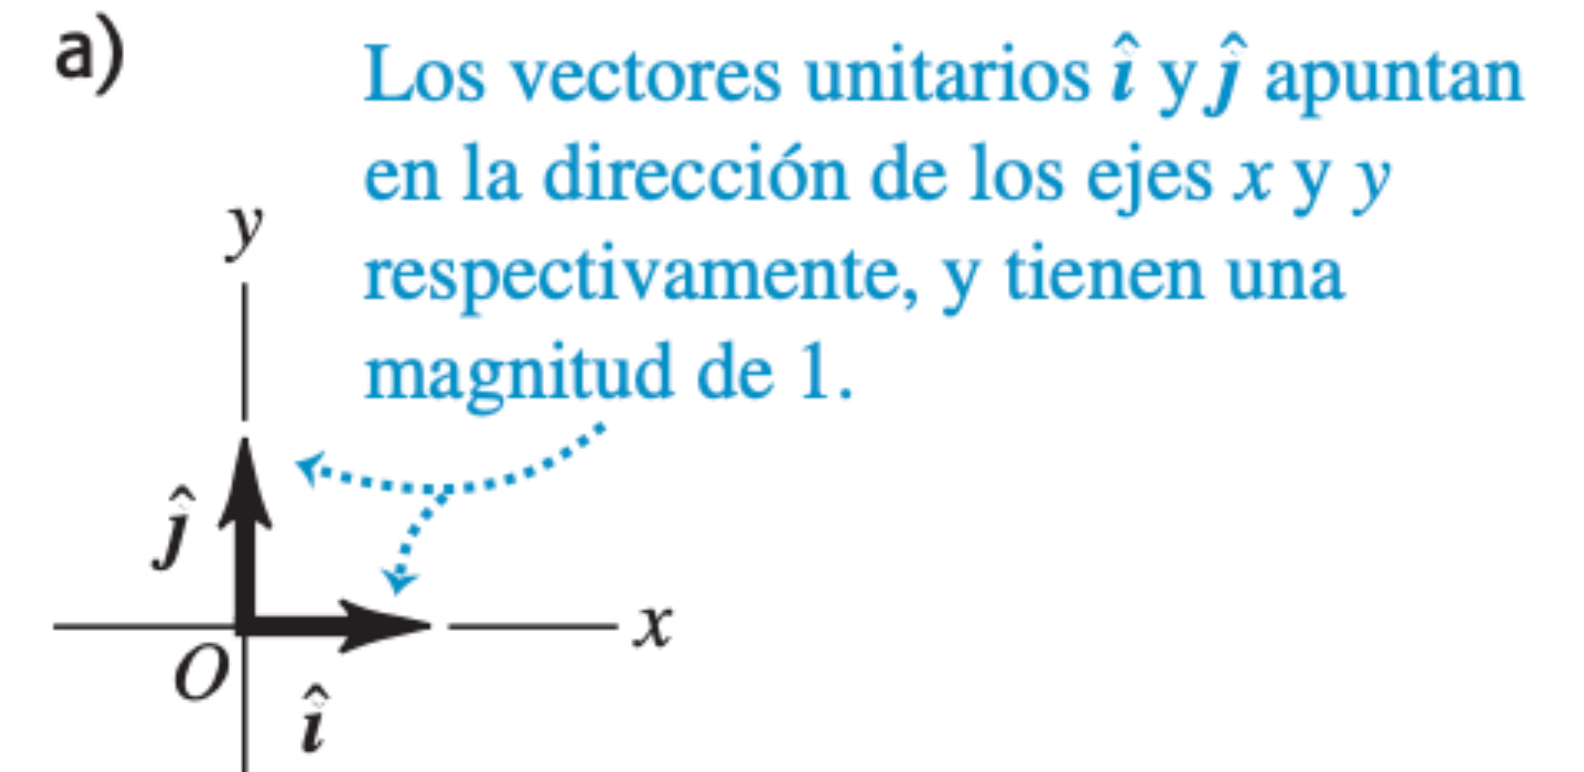 a)
Los vectores unitarios î y ĵ apuntan
en la dirección de los ejes x y y
respectivamente, y tienen una
magnitud de 1.
y
ĵ
x
O
î